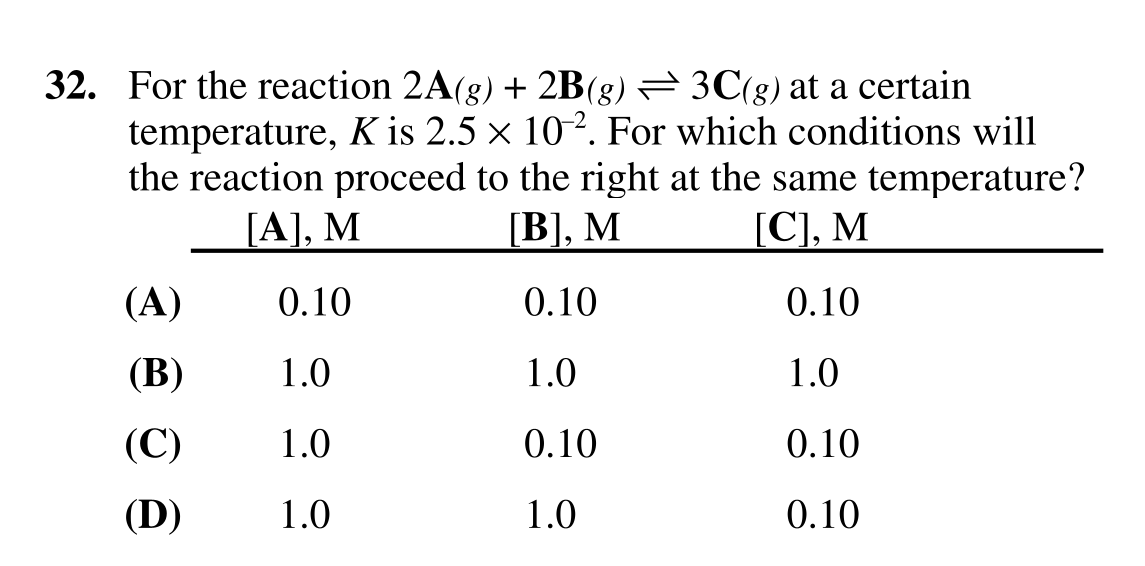 32. For the reaction 2A(g) + 2B(g) ⇌ 3C(g) at a certain
temperature, K is 2.5 × 10⁻². For which conditions will
the reaction proceed to the right at the same temperature?
[A], M [B], M [C], M
(A) 0.10 0.10 0.10
(B) 1.0 1.0 1.0
(C) 1.0 0.10 0.10
(D) 1.0 1.0 0.10